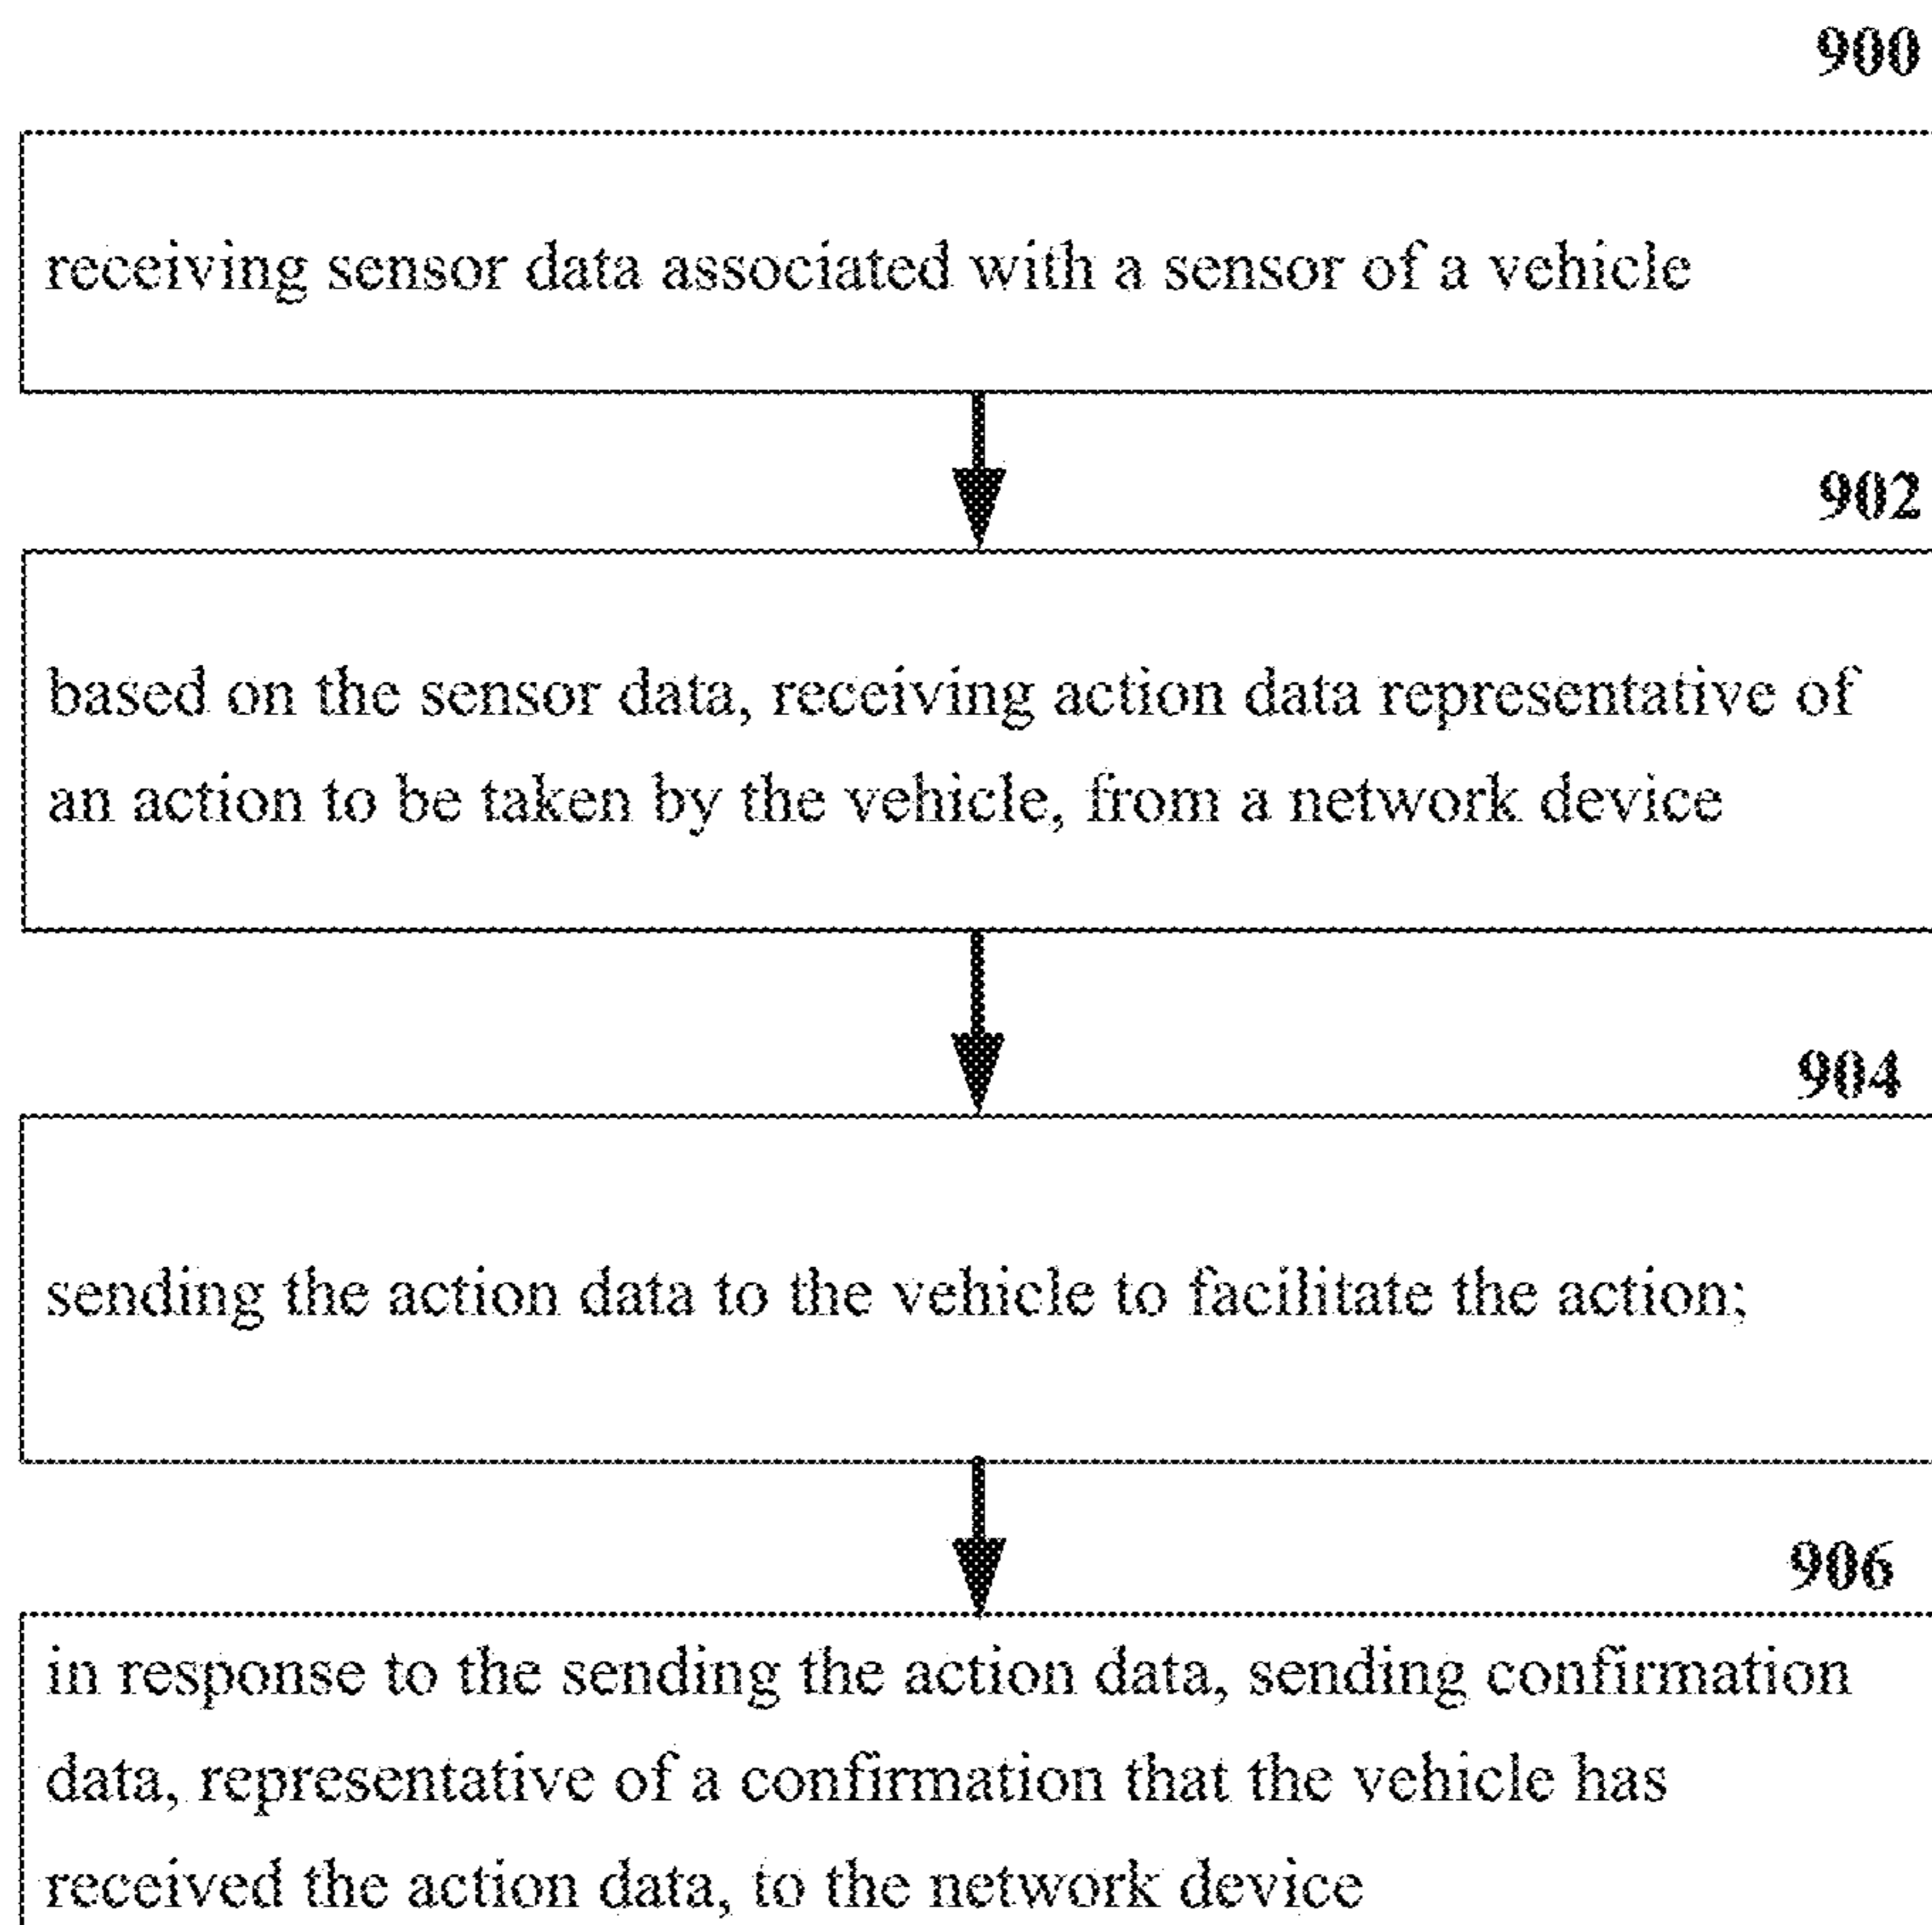 900
receiving sensor data associated with a sensor of a vehicle
902
based on the sensor data, receiving action data representative of
an action to be taken by the vehicle, from a network device
904
sending the action data to the vehicle to facilitate the action;
906
in response to the sending the action data, sending confirmation
data, representative of a confirmation that the vehicle has
received the action data, to the network device